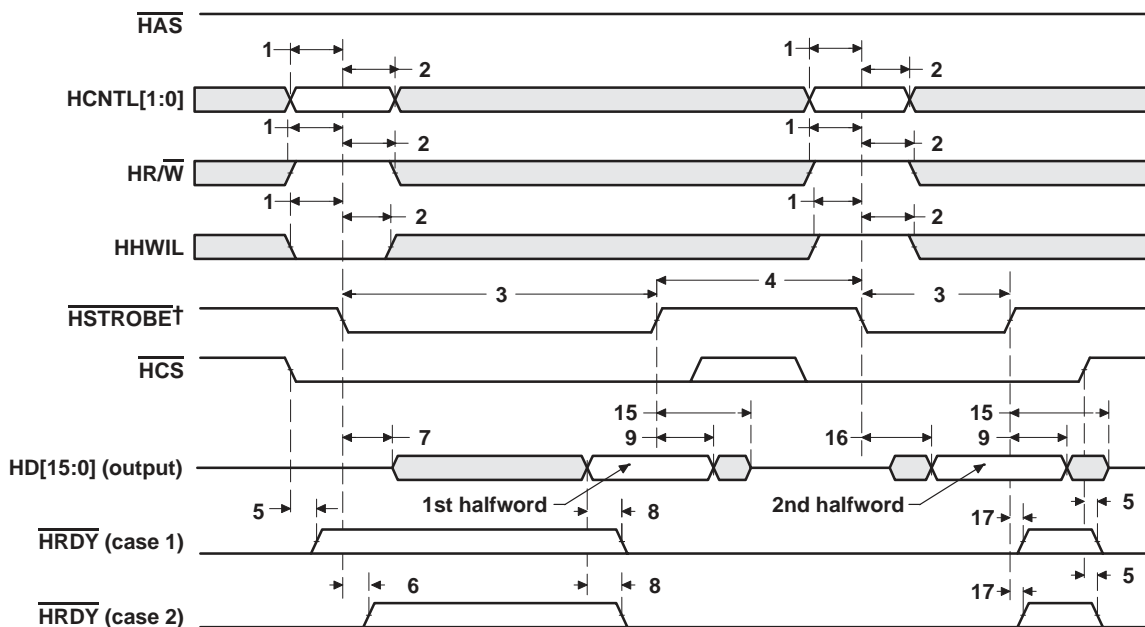 HAS
1 1
2 2
HCNTL[1:0]
1 1
2 2
HR/W
1 1
2 2
HHWIL
4
3 3
HSTROBE†
HCS
15 15
7 9 16 9
HD[15:0] (output)
1st halfword 2nd halfword
5 8 17 5
HRDY (case 1)
6 8 17 5
HRDY (case 2)